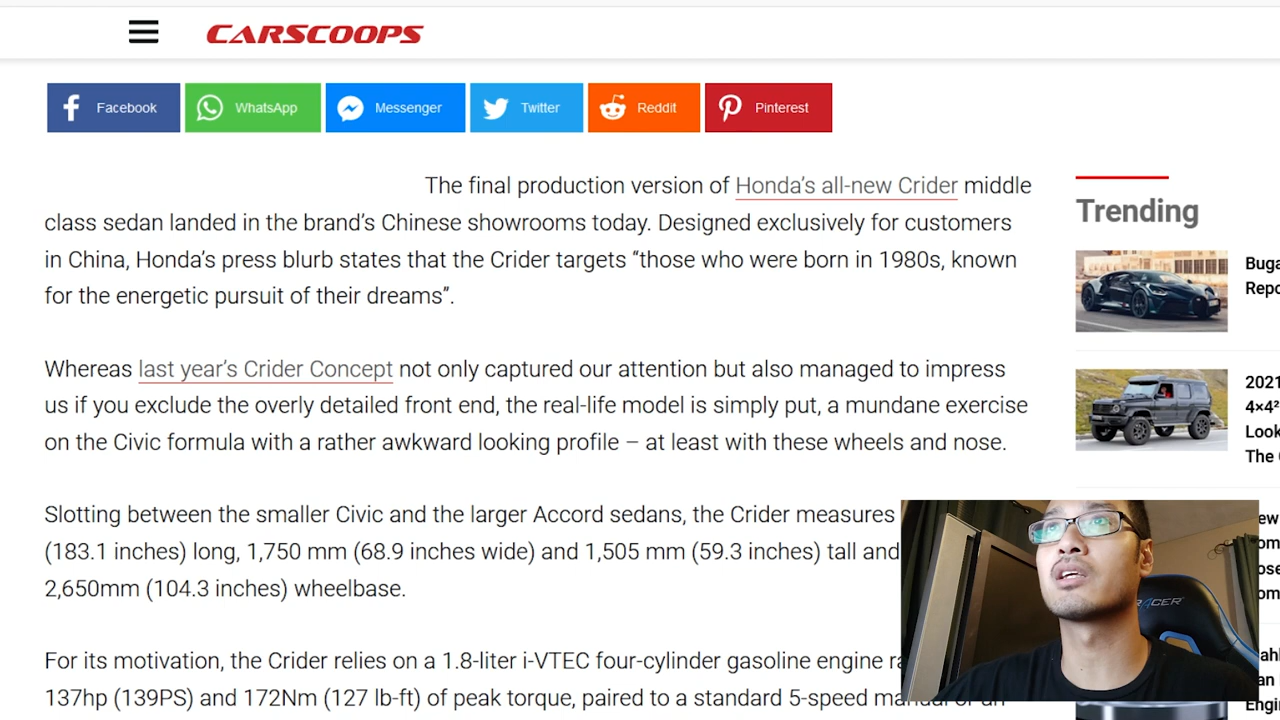 CARSCOOPS
Facebook
WhatsApp
Messenger
Twitter
Reddit
Pinterest
The final production version of Honda’s all-new Crider middle
class sedan landed in the brand’s Chinese showrooms today. Designed exclusively for customers
in China, Honda’s press blurb states that the Crider targets “those who were born in 1980s, known
for the energetic pursuit of their dreams”.
Whereas last year’s Crider Concept not only captured our attention but also managed to impress
us if you exclude the overly detailed front end, the real-life model is simply put, a mundane exercise
on the Civic formula with a rather awkward looking profile – at least with these wheels and nose.
Slotting between the smaller Civic and the larger Accord sedans, the Crider measures
(183.1 inches) long, 1,750 mm (68.9 inches wide) and 1,505 mm (59.3 inches) tall and
2,650mm (104.3 inches) wheelbase.
For its motivation, the Crider relies on a 1.8-liter i-VTEC four-cylinder gasoline engine
137hp (139PS) and 172Nm (127 lb-ft) of peak torque, paired to a standard 5-speed
Trending
Buga
Repo
2021
4×4²
Look
The
Engi